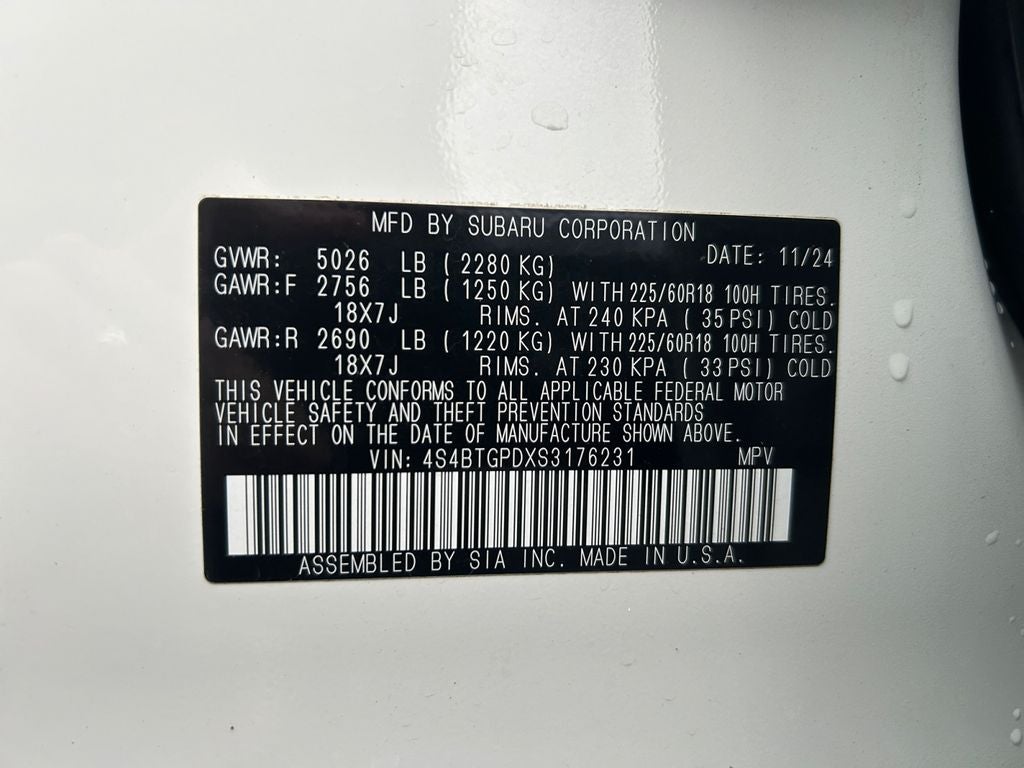 MFD BY SUBARU CORPORATION
GVWR: 5026 LB (2280 KG) DATE: 11/24
GAWR:F 2756 LB (1250 KG) WITH 225/60R18 100H TIRES.
18X7J RIMS. AT 240 KPA (35 PSI) COLD
GAWR:R 2690 LB (1220 KG) WITH 225/60R18 100H TIRES.
18X7J RIMS. AT 230 KPA (33 PSI) COLD
THIS VEHICLE CONFORMS TO ALL APPLICABLE FEDERAL MOTOR
VEHICLE SAFETY AND THEFT PREVENTION STANDARDS
IN EFFECT ON THE DATE OF MANUFACTURE SHOWN ABOVE.
VIN: 4S4BTGPDXS3176231 MPV
ASSEMBLED BY SIA INC. MADE IN U.S.A.